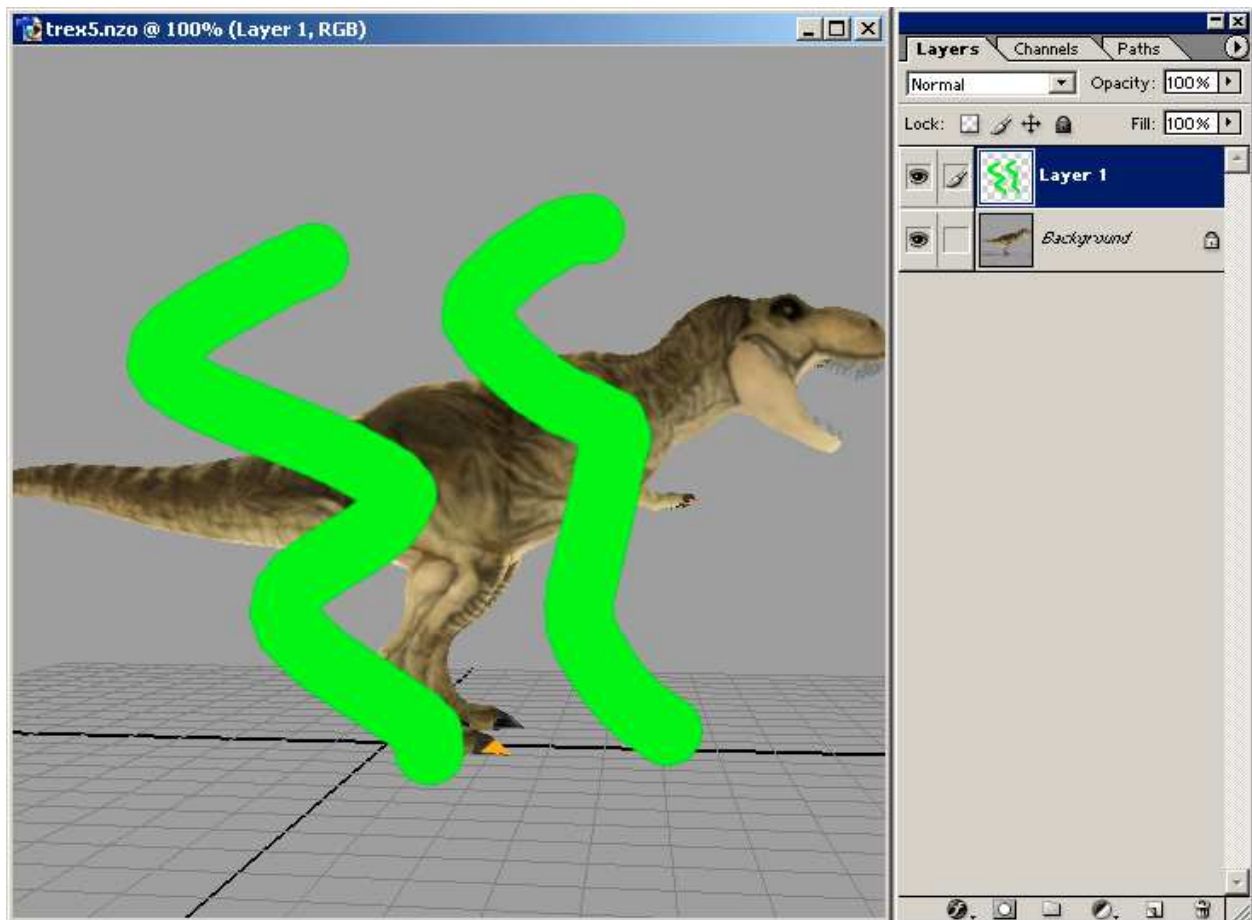 trex5.nzo @ 100% (Layer 1, RGB)
Layers Channels Paths
Normal Opacity: 100%
Lock: Fill: 100%
Layer 1
Background